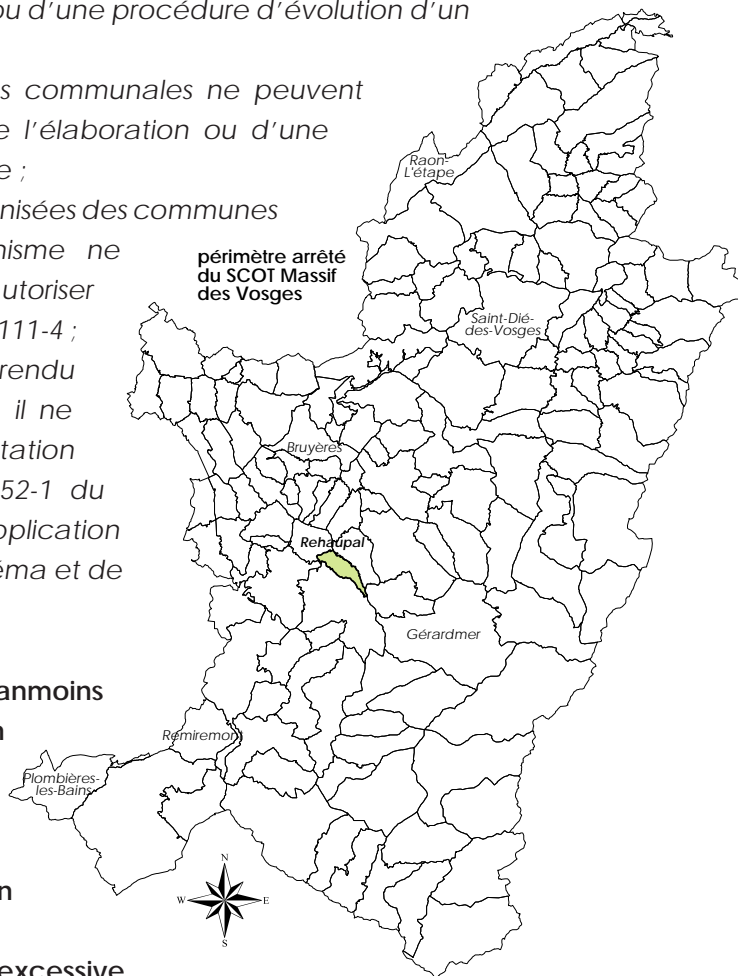 ou d'une procédure d'évolution d'un
s communales ne peuvent
e l'élaboration ou d'une
e ;
nisées des communes
nisme ne
utoriser
111-4 ;
rendu
il ne
tation
52-1 du
pplication
éma et de
anmoins
n
n
excessive
périmètre arrêté
du SCOT Massif
des Vosges
Raon-
L'étape
Saint-Dié-
des-Vosges
Bruyères
Rehaupal
Gérardmer
Remiremont
Plombières-
les-Bains
N
W
E
S